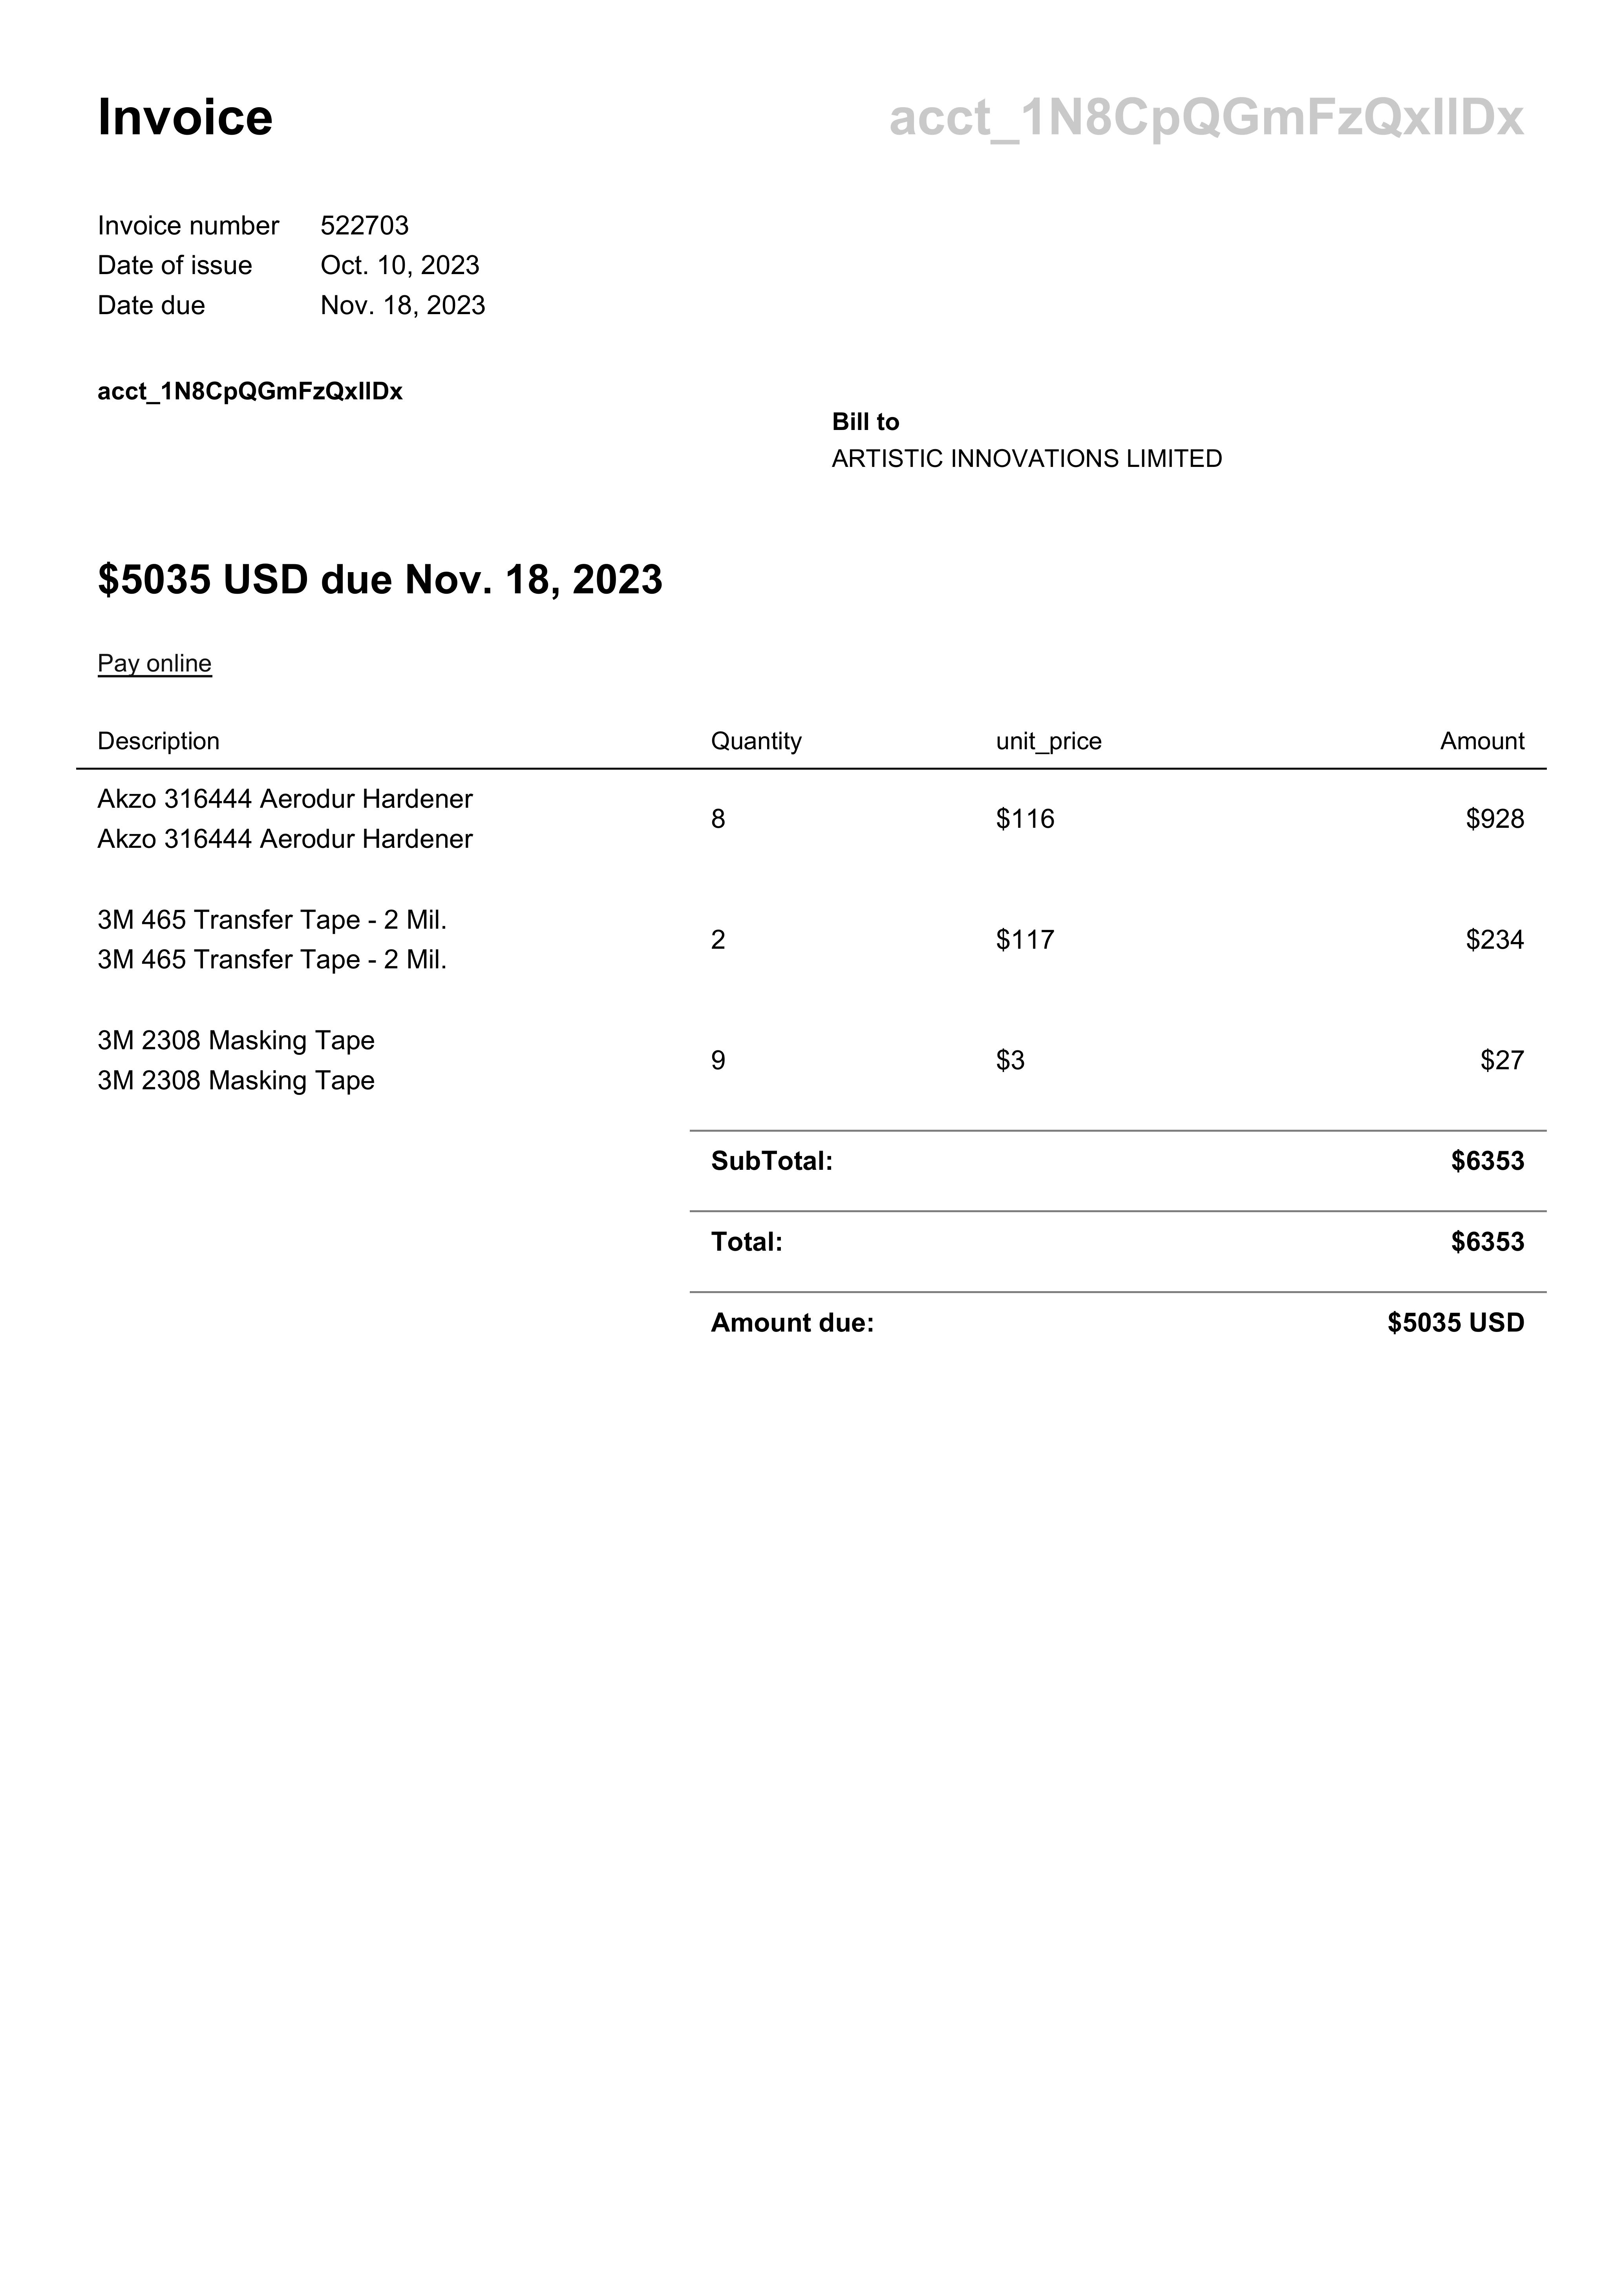 Invoice
acct_1N8CpQGmFzQxIIDx
Invoice number 522703
Date of issue Oct. 10, 2023
Date due Nov. 18, 2023
acct_1N8CpQGmFzQxIIDx
Bill to
ARTISTIC INNOVATIONS LIMITED
$5035 USD due Nov. 18, 2023
Pay online
Description Quantity unit_price Amount
Akzo 316444 Aerodur Hardener
Akzo 316444 Aerodur Hardener
8 $116 $928
3M 465 Transfer Tape - 2 Mil.
3M 465 Transfer Tape - 2 Mil.
2 $117 $234
3M 2308 Masking Tape
3M 2308 Masking Tape
9 $3 $27
SubTotal: $6353
Total: $6353
Amount due: $5035 USD